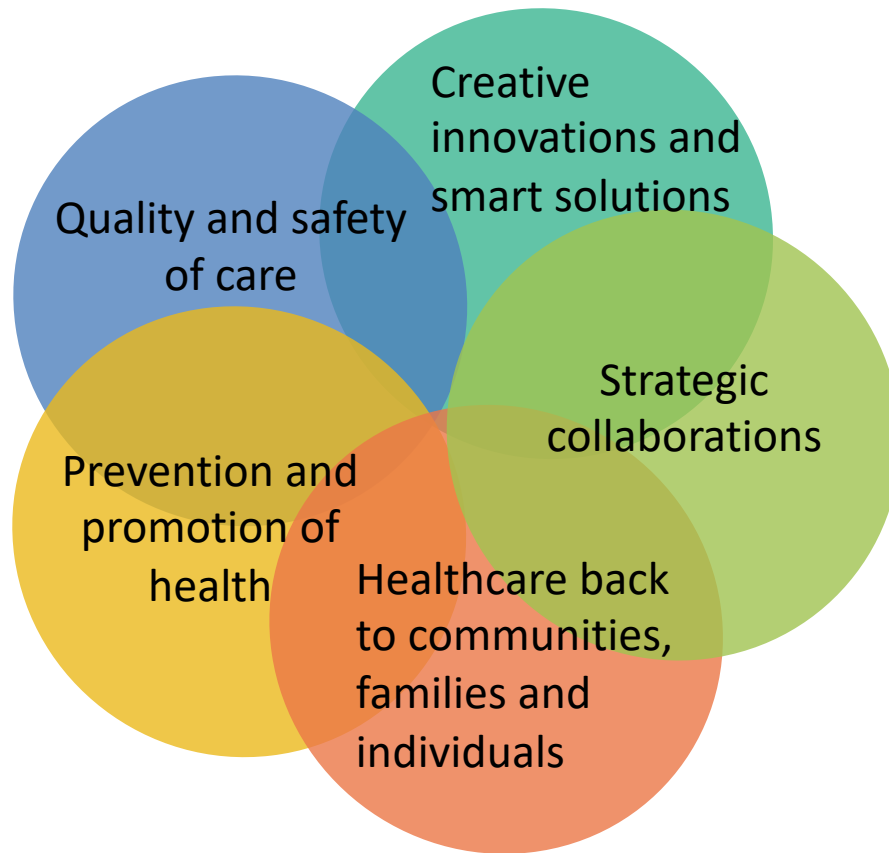 Creative
innovations and
smart solutions
Quality and safety
of care
Strategic
collaborations
Prevention and
promotion of
health
Healthcare back
to communities,
families and
individuals